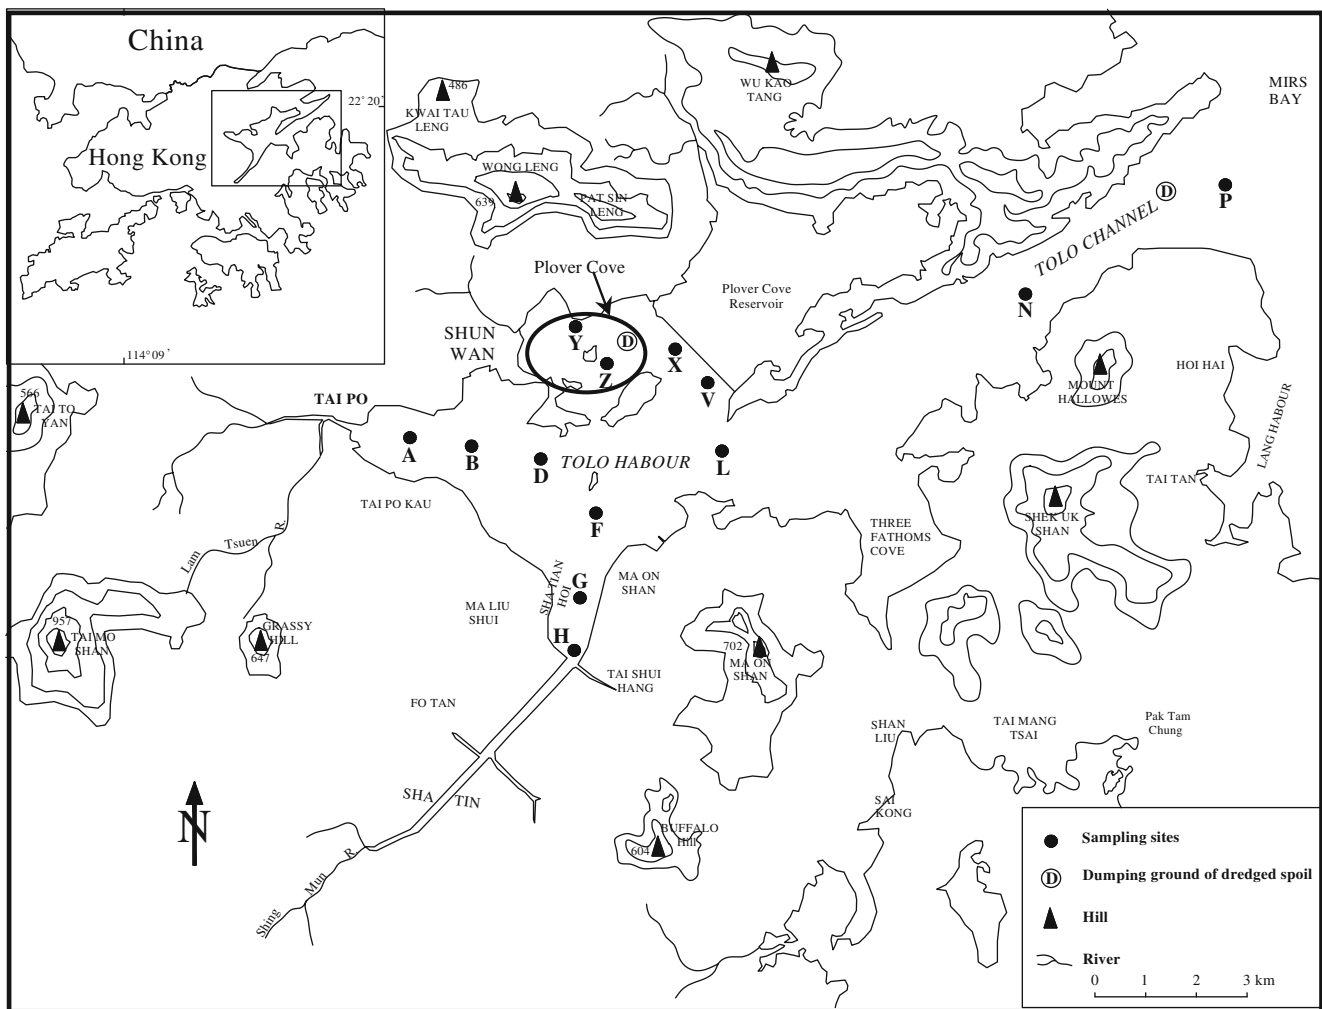 China
22°20'
Hong Kong
114°09'
486
KWAI TAU
LENG
WONG LENG
639
PAT SIN
LENG
WU KAO
TANG
MIRS
BAY
D
P
TOLO CHANNEL
N
Plover Cove
Plover Cove
Reservoir
SHUN
WAN
Y
D
Z
X
V
MOUNT
HALLOWES
HOI HAI
LANG HABOUR
566
TAI TO
YAN
TAI PO
A
B
D
TOLO HABOUR
L
F
TAI PO KAU
THREE
FATHOMS
COVE
TAI TAN
SHEK UK
SHAN
Lam Tsuen R.
SHA TIAN
HOI
G
MA ON
SHAN
MA LIU
SHUI
H
957
TAI MO
SHAN
GRASSY
HILL
647
702
MA ON
SHAN
TAI SHUI
HANG
FO TAN
SHAN
LIU
TAI MANG
TSAI
Pak Tam
Chung
N
SHA TIN
SAI
KONG
BUFFALO
Hill
604
Shing Mun R.
Sampling sites
D Dumping ground of dredged spoil
Hill
River
0 1 2 3 km